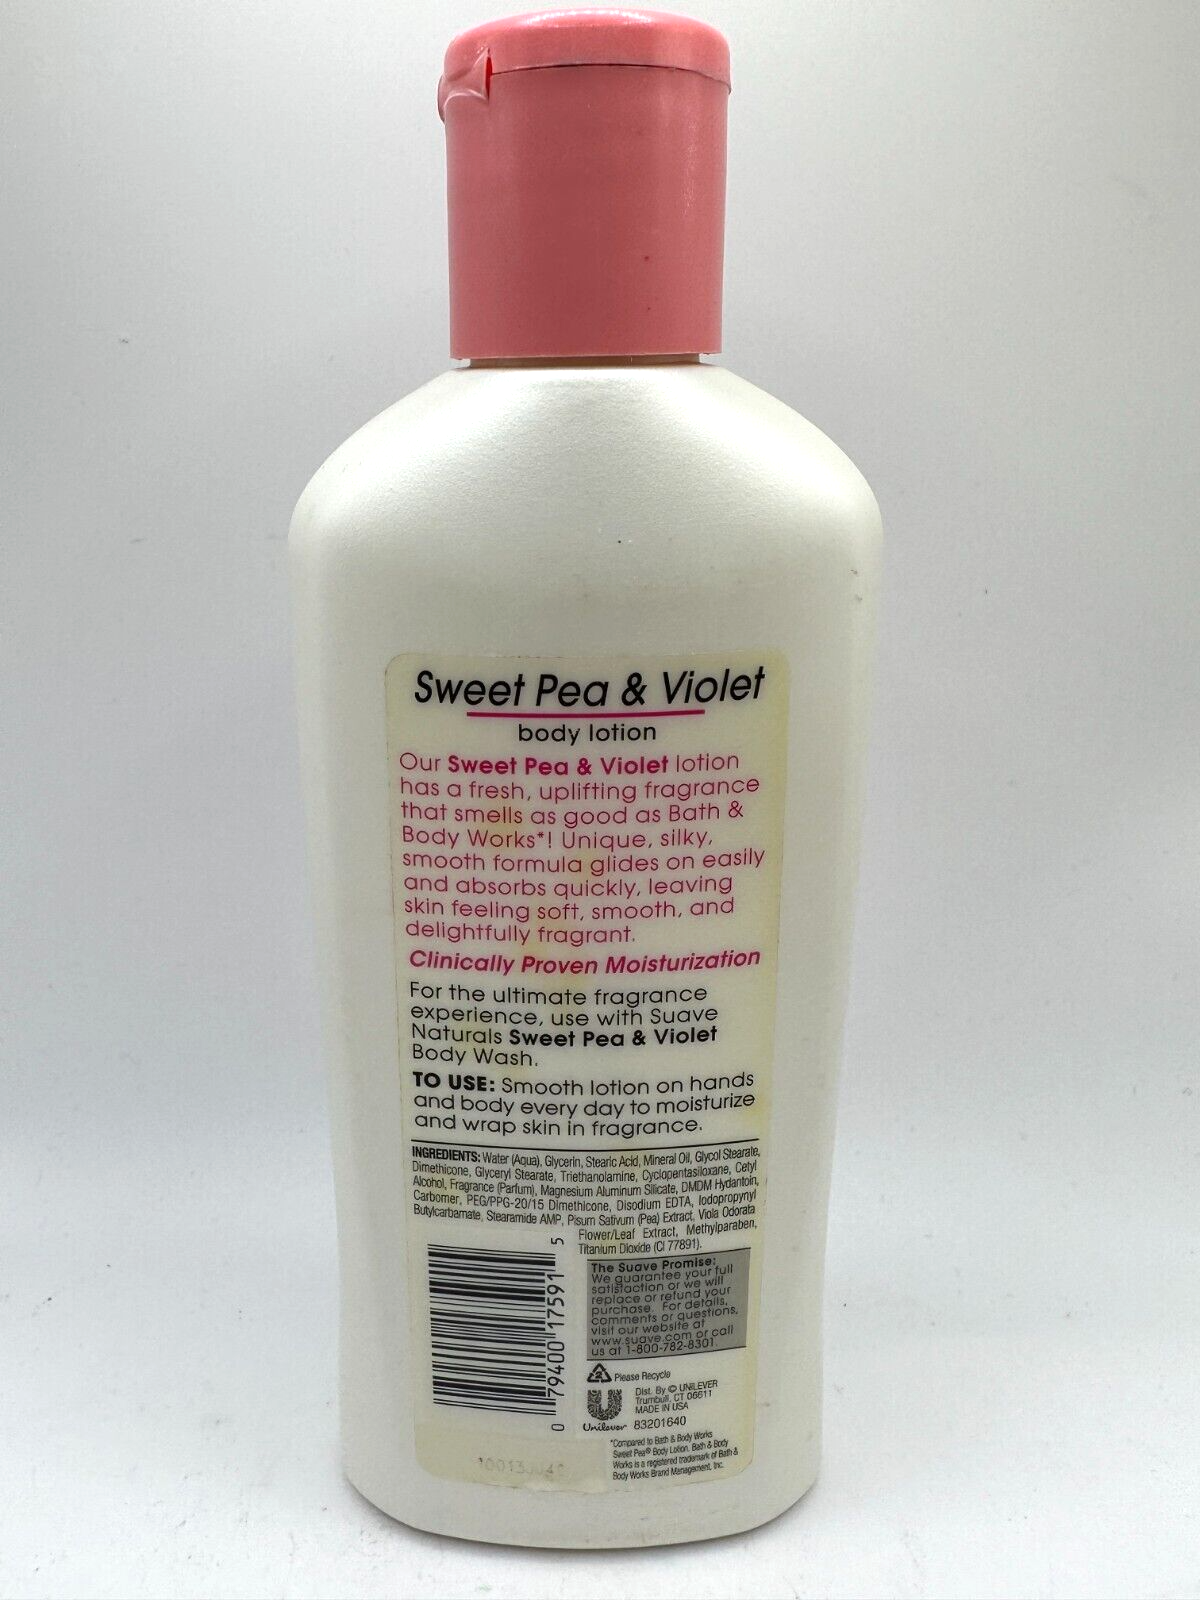 Sweet Pea & Violet
body lotion
Our Sweet Pea & Violet lotion
has a fresh, uplifting fragrance
that smells as good as Bath &
Body Works*! Unique, silky,
smooth formula glides on easily
and absorbs quickly, leaving
skin feeling soft, smooth, and
delightfully fragrant.
Clinically Proven Moisturization
For the ultimate fragrance
experience, use with Suave
Naturals Sweet Pea & Violet
Body Wash.
TO USE: Smooth lotion on hands
and body every day to moisturize
and wrap skin in fragrance.
INGREDIENTS: Water (Aqua), Glycerin, Stearic Acid, Mineral Oil, Glycol Stearate,
Dimethicone, Glyceryl Stearate, Triethanolamine, Cyclopentasiloxane, Cetyl
Alcohol, Fragrance (Parfum), Magnesium Aluminum Silicate, DMDM Hydantoin,
Carbomer, PEG/PPG-20/15 Dimethicone, Disodium EDTA, Iodopropynyl
Butylcarbamate, Stearamide AMP, Pisum Sativum (Pea) Extract, Viola Odorata
Flower/Leaf Extract, Methylparaben,
Titanium Dioxide (CI 77891).
0 79400 17591 5
The Suave Promise:
We guarantee your full
satisfaction or we will
replace or refund your
purchase. For details,
comments or questions,
visit our website at
www.suave.com or call
us at 1-800-782-8301.
2
Please Recycle
Dist. By © UNILEVER
Trumbull, CT 06611
MADE IN USA
Unilever 83201640
*Compared to Bath & Body Works
Sweet Pea® Body Lotion. Bath & Body
Works is a registered trademark of Bath &
Body Works Brand Management, Inc.